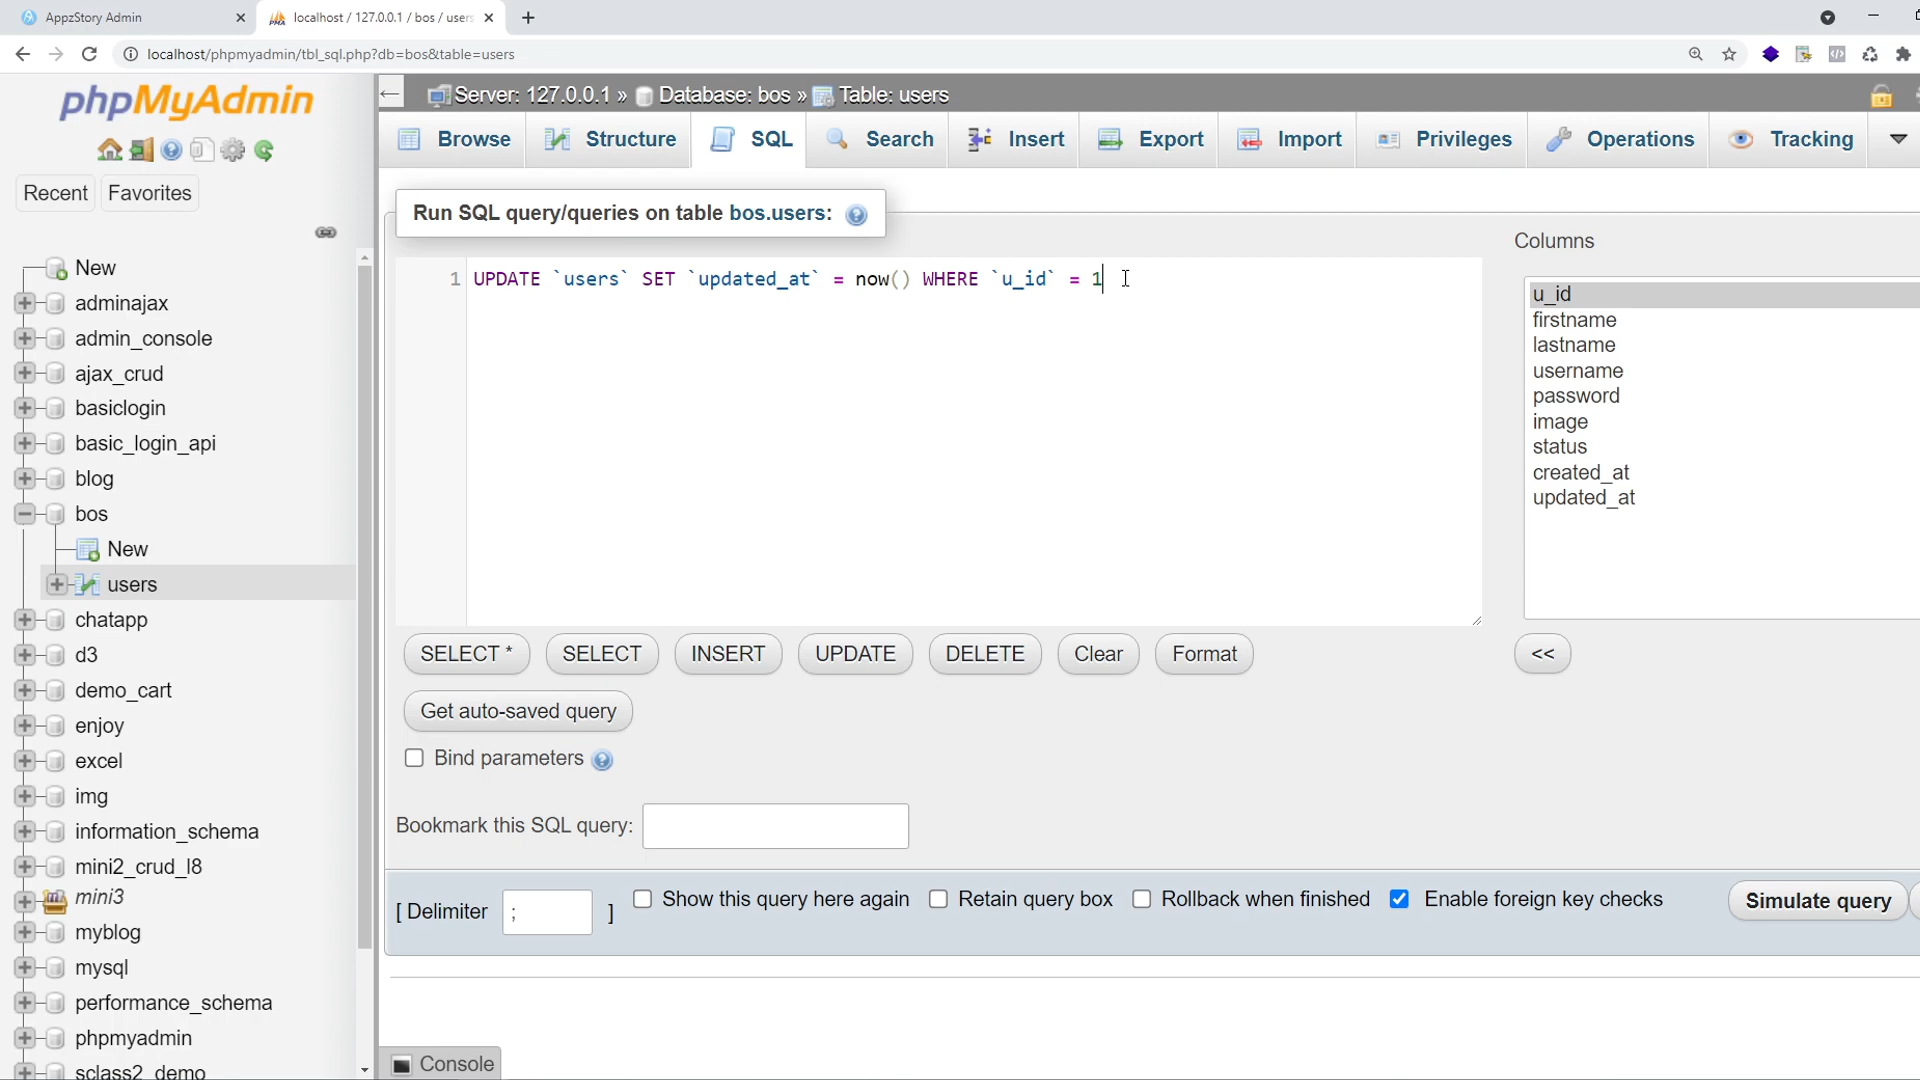 AppzStory Admin
localhost / 127.0.0.1 / bos / users
localhost/phpmyadmin/tbl_sql.php?db=bos&table=users
phpMyAdmin
Recent
Favorites
New
adminajax
admin_console
ajax_crud
basiclogin
basic_login_api
blog
bos
New
users
chatapp
d3
demo_cart
enjoy
excel
img
information_schema
mini2_crud_l8
mini3
myblog
mysql
performance_schema
phpmyadmin
sclass2_demo
Server: 127.0.0.1 » Database: bos » Table: users
Browse
Structure
SQL
Search
Insert
Export
Import
Privileges
Operations
Tracking
Run SQL query/queries on table bos.users:
1 UPDATE `users` SET `updated_at` = now() WHERE `u_id` = 1
Columns
u_id
firstname
lastname
username
password
image
status
created_at
updated_at
SELECT *
SELECT
INSERT
UPDATE
DELETE
Clear
Format
<<
Get auto-saved query
Bind parameters
Bookmark this SQL query:
[ Delimiter ; ]
Show this query here again
Retain query box
Rollback when finished
Enable foreign key checks
Simulate query
Console